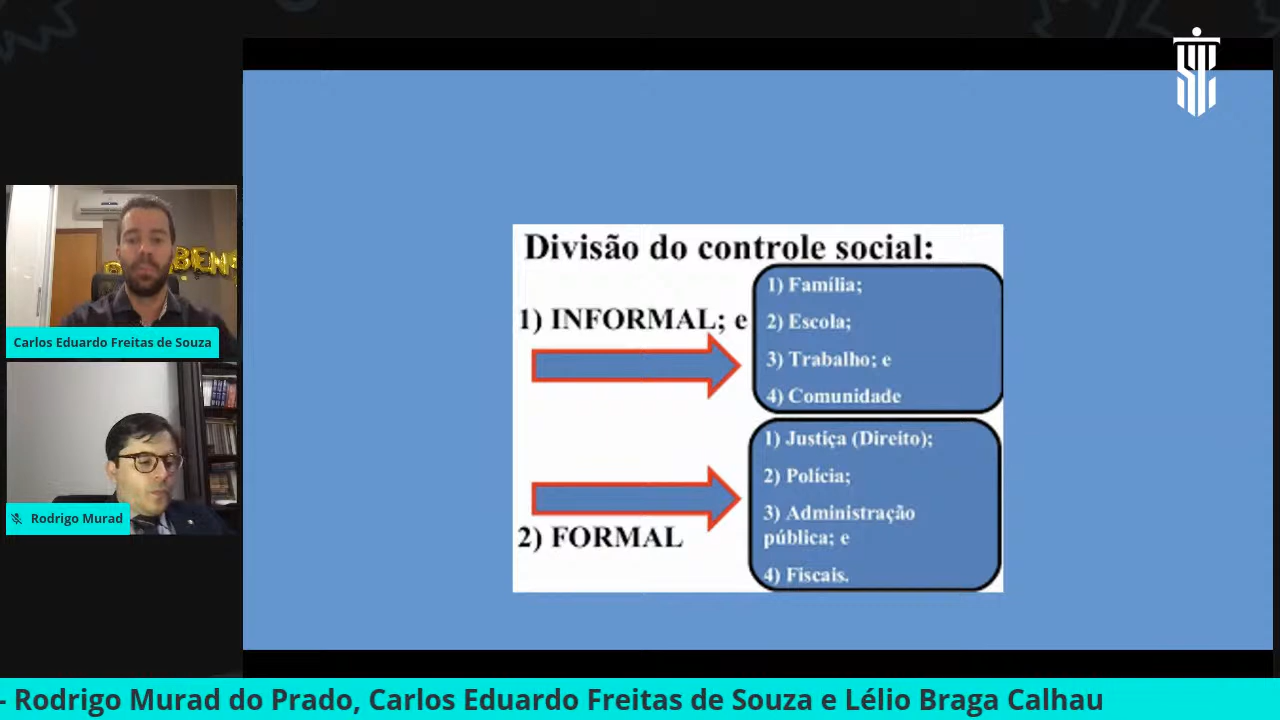 Divisão do controle social:
1) INFORMAL; e
1) Família;
2) Escola;
3) Trabalho; e
4) Comunidade
2) FORMAL
1) Justiça (Direito);
2) Polícia;
3) Administração
pública; e
4) Fiscais.
Carlos Eduardo Freitas de Souza
Rodrigo Murad
- Rodrigo Murad do Prado, Carlos Eduardo Freitas de Souza e Lélio Braga Calhau